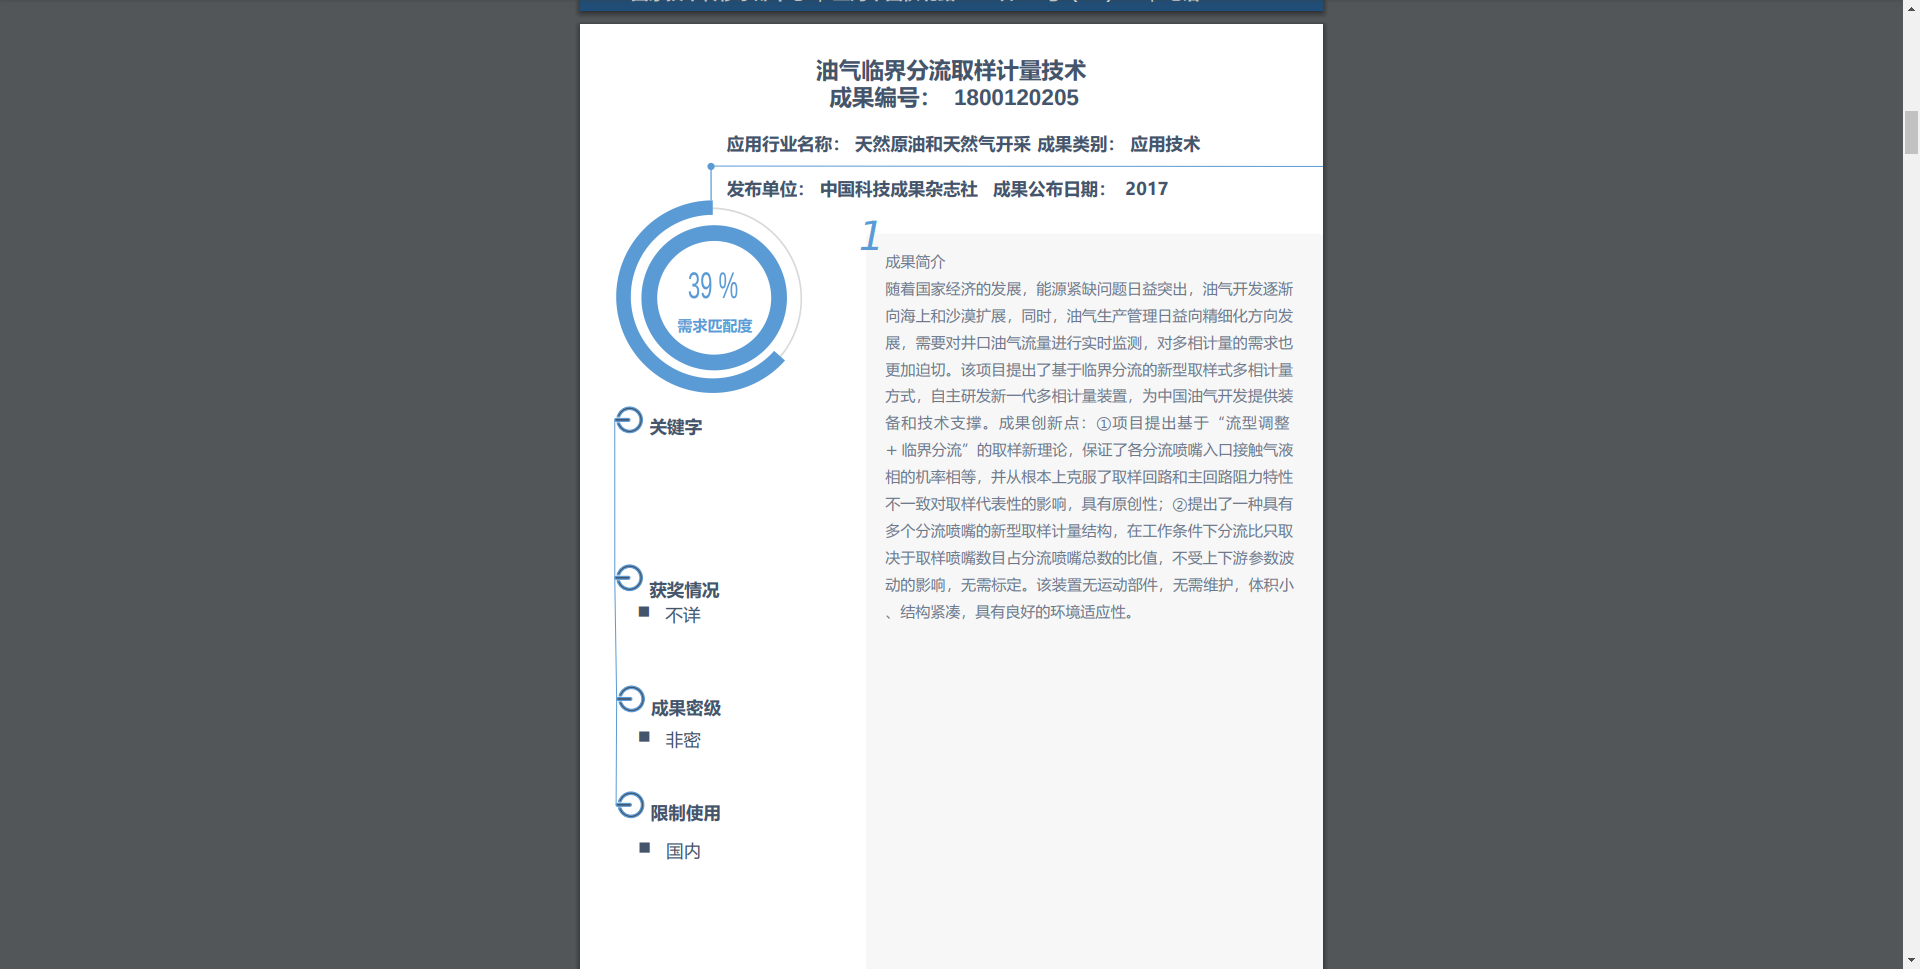 油气临界分流取样计量技术
成果编号： 1800120205
应用行业名称： 天然原油和天然气开采 成果类别： 应用技术
发布单位： 中国科技成果杂志社 成果公布日期： 2017
39 %
需求匹配度
关键字
获奖情况
■ 不详
成果密级
■ 非密
限制使用
■ 国内
1
成果简介
随着国家经济的发展，能源紧缺问题日益突出，油气开发逐渐
向海上和沙漠扩展，同时，油气生产管理日益向精细化方向发
展，需要对井口油气流量进行实时监测，对多相计量的需求也
更加迫切。该项目提出了基于临界分流的新型取样式多相计量
方式，自主研发新一代多相计量装置，为中国油气开发提供装
备和技术支撑。成果创新点：①项目提出基于“流型调整
+ 临界分流”的取样新理论，保证了各分流喷嘴入口接触气液
相的机率相等，并从根本上克服了取样回路和主回路阻力特性
不一致对取样代表性的影响，具有原创性；②提出了一种具有
多个分流喷嘴的新型取样计量结构，在工作条件下分流比只取
决于取样喷嘴数目占分流喷嘴总数的比值，不受上下游参数波
动的影响，无需标定。该装置无运动部件，无需维护，体积小
、结构紧凑，具有良好的环境适应性。